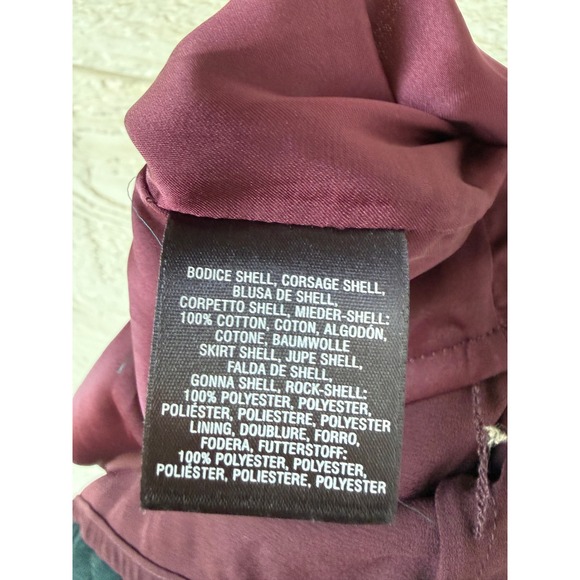 BODICE SHELL, CORSAGE SHELL,
BLUSA DE SHELL,
CORPETTO SHELL, MIEDER-SHELL:
100% COTTON, COTON, ALGODÓN,
COTONE, BAUMWOLLE
SKIRT SHELL, JUPE SHELL,
FALDA DE SHELL,
GONNA SHELL, ROCK-SHELL:
100% POLYESTER, POLYESTER,
POLIÉSTER, POLIESTERE, POLYESTER
LINING, DOUBLURE, FORRO,
FODERA, FUTTERSTOFF:
100% POLYESTER, POLYESTER,
POLIÉSTER, POLIESTERE, POLYESTER